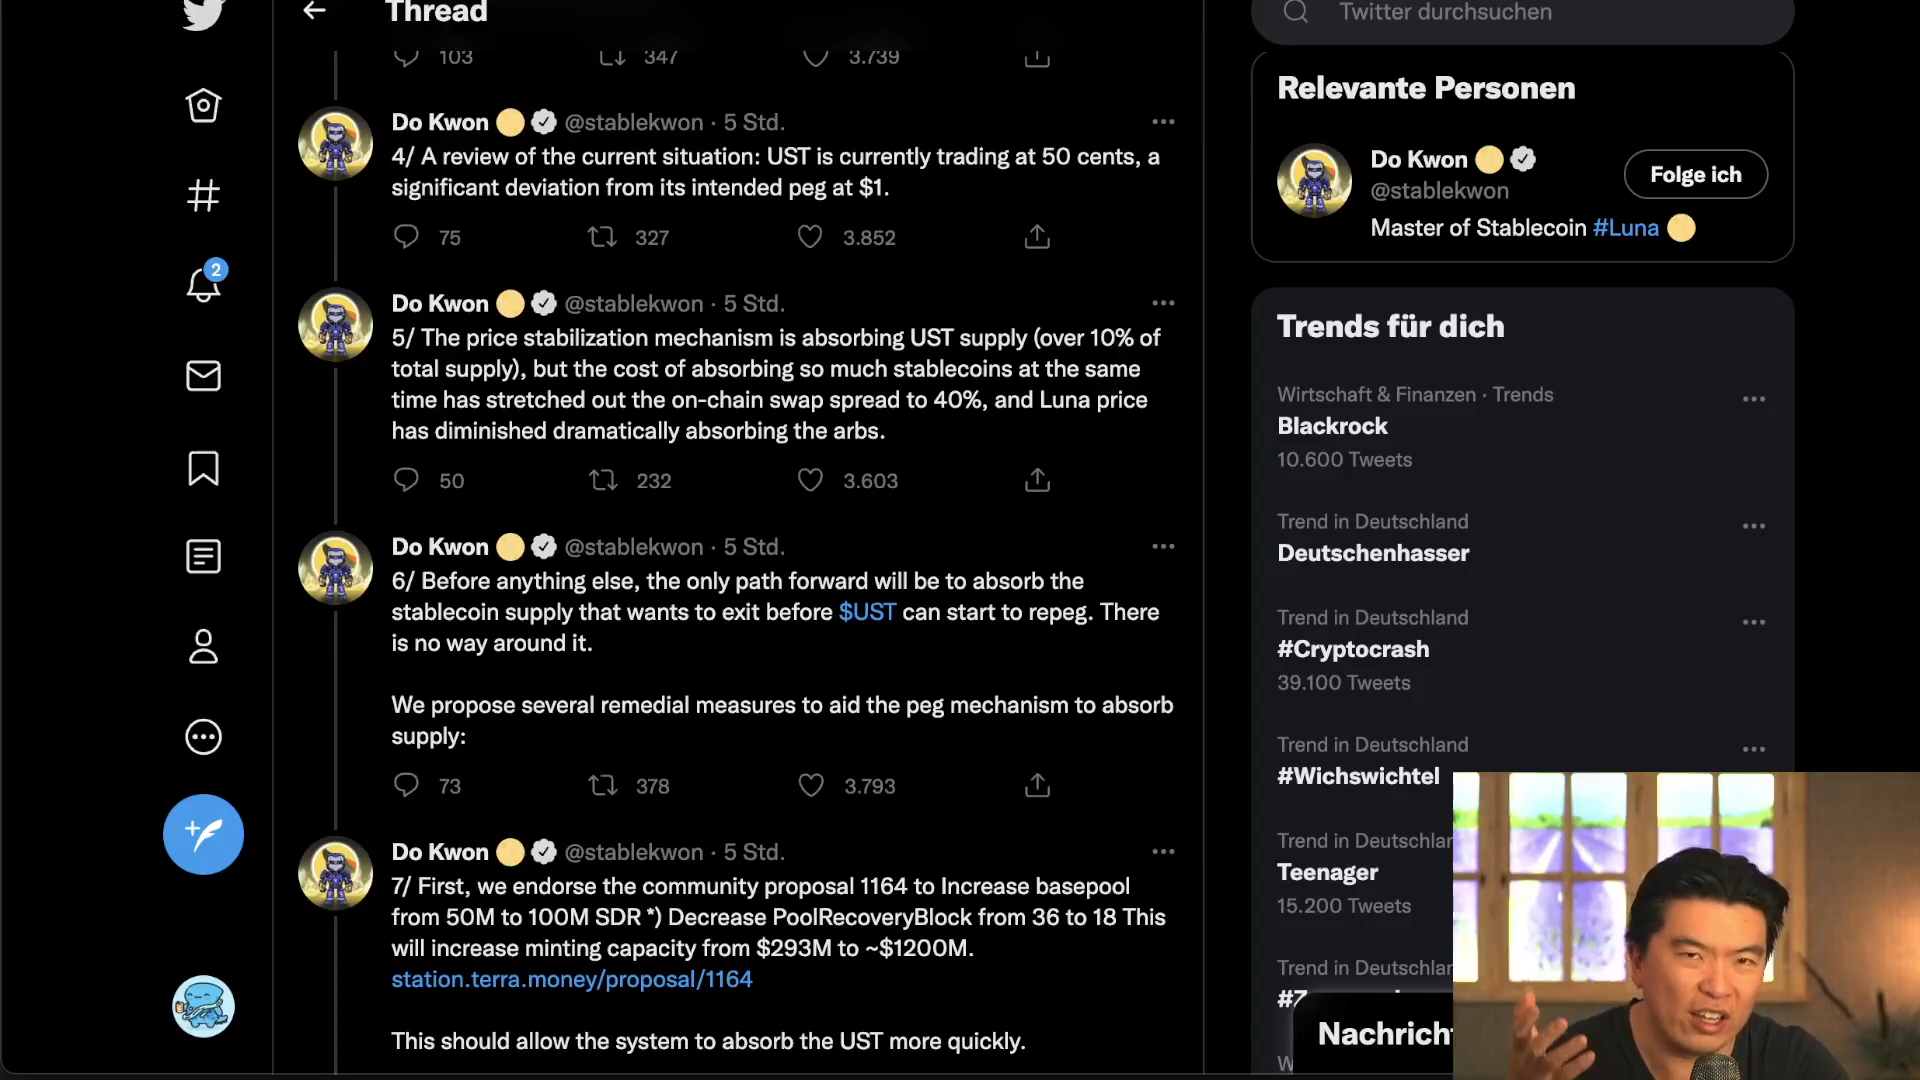 Thread
103 347 3.739
Do Kwon @stablekwon · 5 Std.
4/ A review of the current situation: UST is currently trading at 50 cents, a
significant deviation from its intended peg at $1.
75 327 3.852
Do Kwon @stablekwon · 5 Std.
5/ The price stabilization mechanism is absorbing UST supply (over 10% of
total supply), but the cost of absorbing so much stablecoins at the same
time has stretched out the on-chain swap spread to 40%, and Luna price
has diminished dramatically absorbing the arbs.
50 232 3.603
Do Kwon @stablekwon · 5 Std.
6/ Before anything else, the only path forward will be to absorb the
stablecoin supply that wants to exit before $UST can start to repeg. There
is no way around it.
We propose several remedial measures to aid the peg mechanism to absorb
supply:
73 378 3.793
Do Kwon @stablekwon · 5 Std.
7/ First, we endorse the community proposal 1164 to Increase basepool
from 50M to 100M SDR *) Decrease PoolRecoveryBlock from 36 to 18 This
will increase minting capacity from $293M to ~$1200M.
station.terra.money/proposal/1164
This should allow the system to absorb the UST more quickly.
2
Twitter durchsuchen
Relevante Personen
Do Kwon
@stablekwon
Folge ich
Master of Stablecoin #Luna
Trends für dich
Wirtschaft & Finanzen · Trends
Blackrock
10.600 Tweets
Trend in Deutschland
Deutschenhasser
Trend in Deutschland
#Cryptocrash
39.100 Tweets
Trend in Deutschland
#Wichswichtel
Trend in Deutschlar
Teenager
15.200 Tweets
Trend in Deutschlar
Nachricht